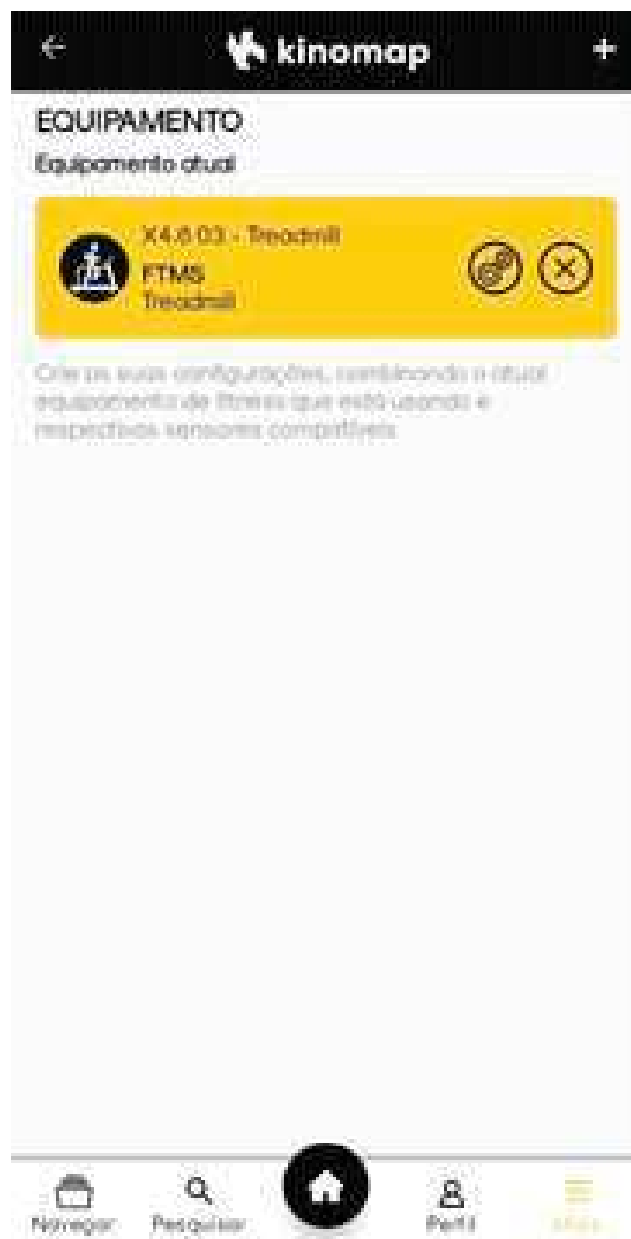 kinomap
EQUIPAMENTO
Equipamento atual
X4.6 03 - Treadmill
FTMS
Treadmill
Crie as suas configurações, combinando o atual
equipamento de fitness que está usando e
respectivos sensores compatíveis
Navegar
Pesquisar
Perfil
Mais